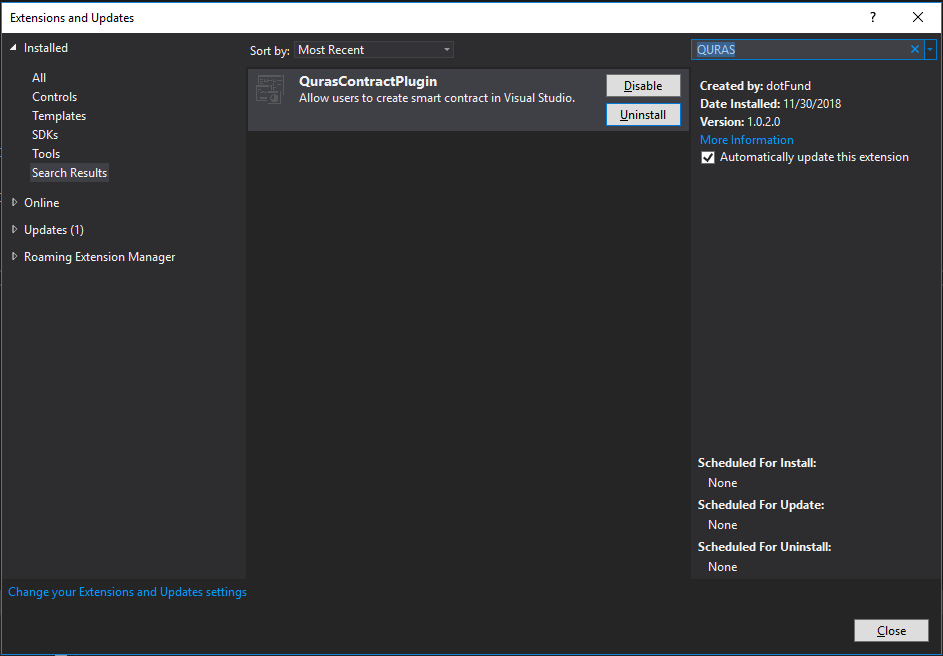 Extensions and Updates
?
Installed
All
Controls
Templates
SDKs
Tools
Search Results
Online
Updates (1)
Roaming Extension Manager
Change your Extensions and Updates settings
Sort by: Most Recent
QurasContractPlugin
Allow users to create smart contract in Visual Studio.
Disable
Uninstall
QURAS
Created by: dotFund
Date Installed: 11/30/2018
Version: 1.0.2.0
More Information
Automatically update this extension
Scheduled For Install:
None
Scheduled For Update:
None
Scheduled For Uninstall:
None
Close